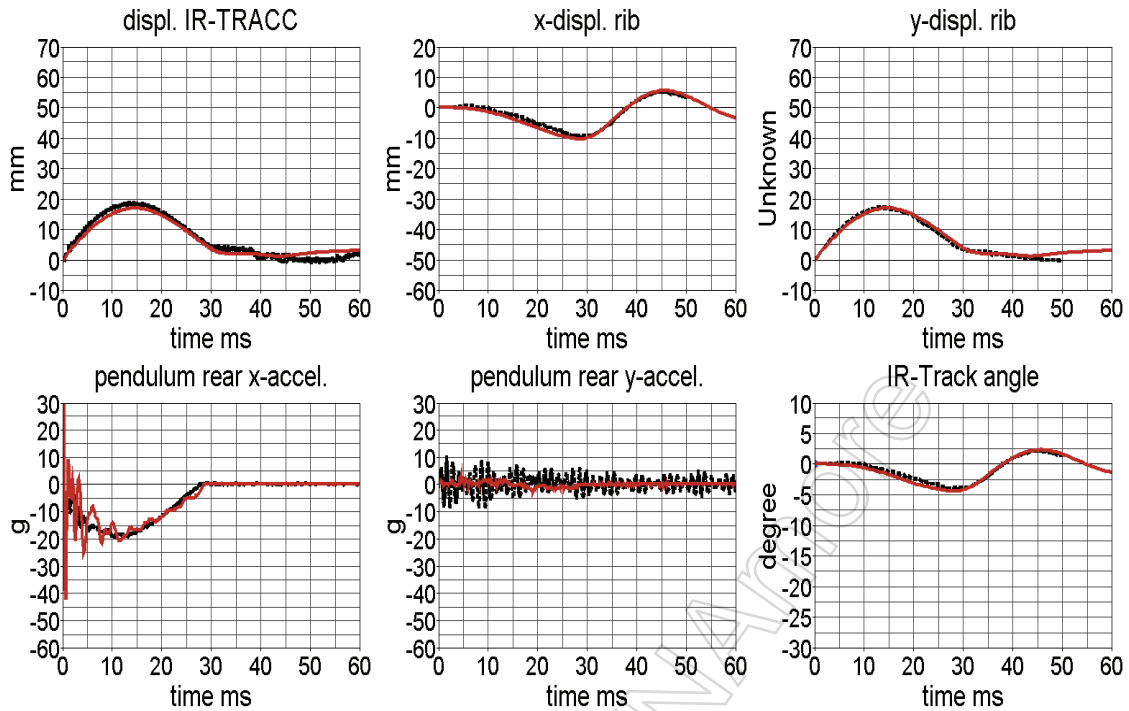 displ. IR-TRACC
70
60
50
40
30
20
10
0
-10
mm
0 10 20 30 40 50 60
time ms
x-displ. rib
20
10
0
-10
-20
-30
-40
-50
-60
mm
0 10 20 30 40 50 60
time ms
y-displ. rib
70
60
50
40
30
20
10
0
-10
Unknown
0 10 20 30 40 50 60
time ms
pendulum rear x-accel.
30
20
10
0
-10
-20
-30
-40
-50
-60
g
0 10 20 30 40 50 60
time ms
pendulum rear y-accel.
30
20
10
0
-10
-20
-30
-40
-50
-60
g
0 10 20 30 40 50 60
time ms
IR-Track angle
10
5
0
-5
-10
-15
-20
-25
-30
degree
0 10 20 30 40 50 60
time ms